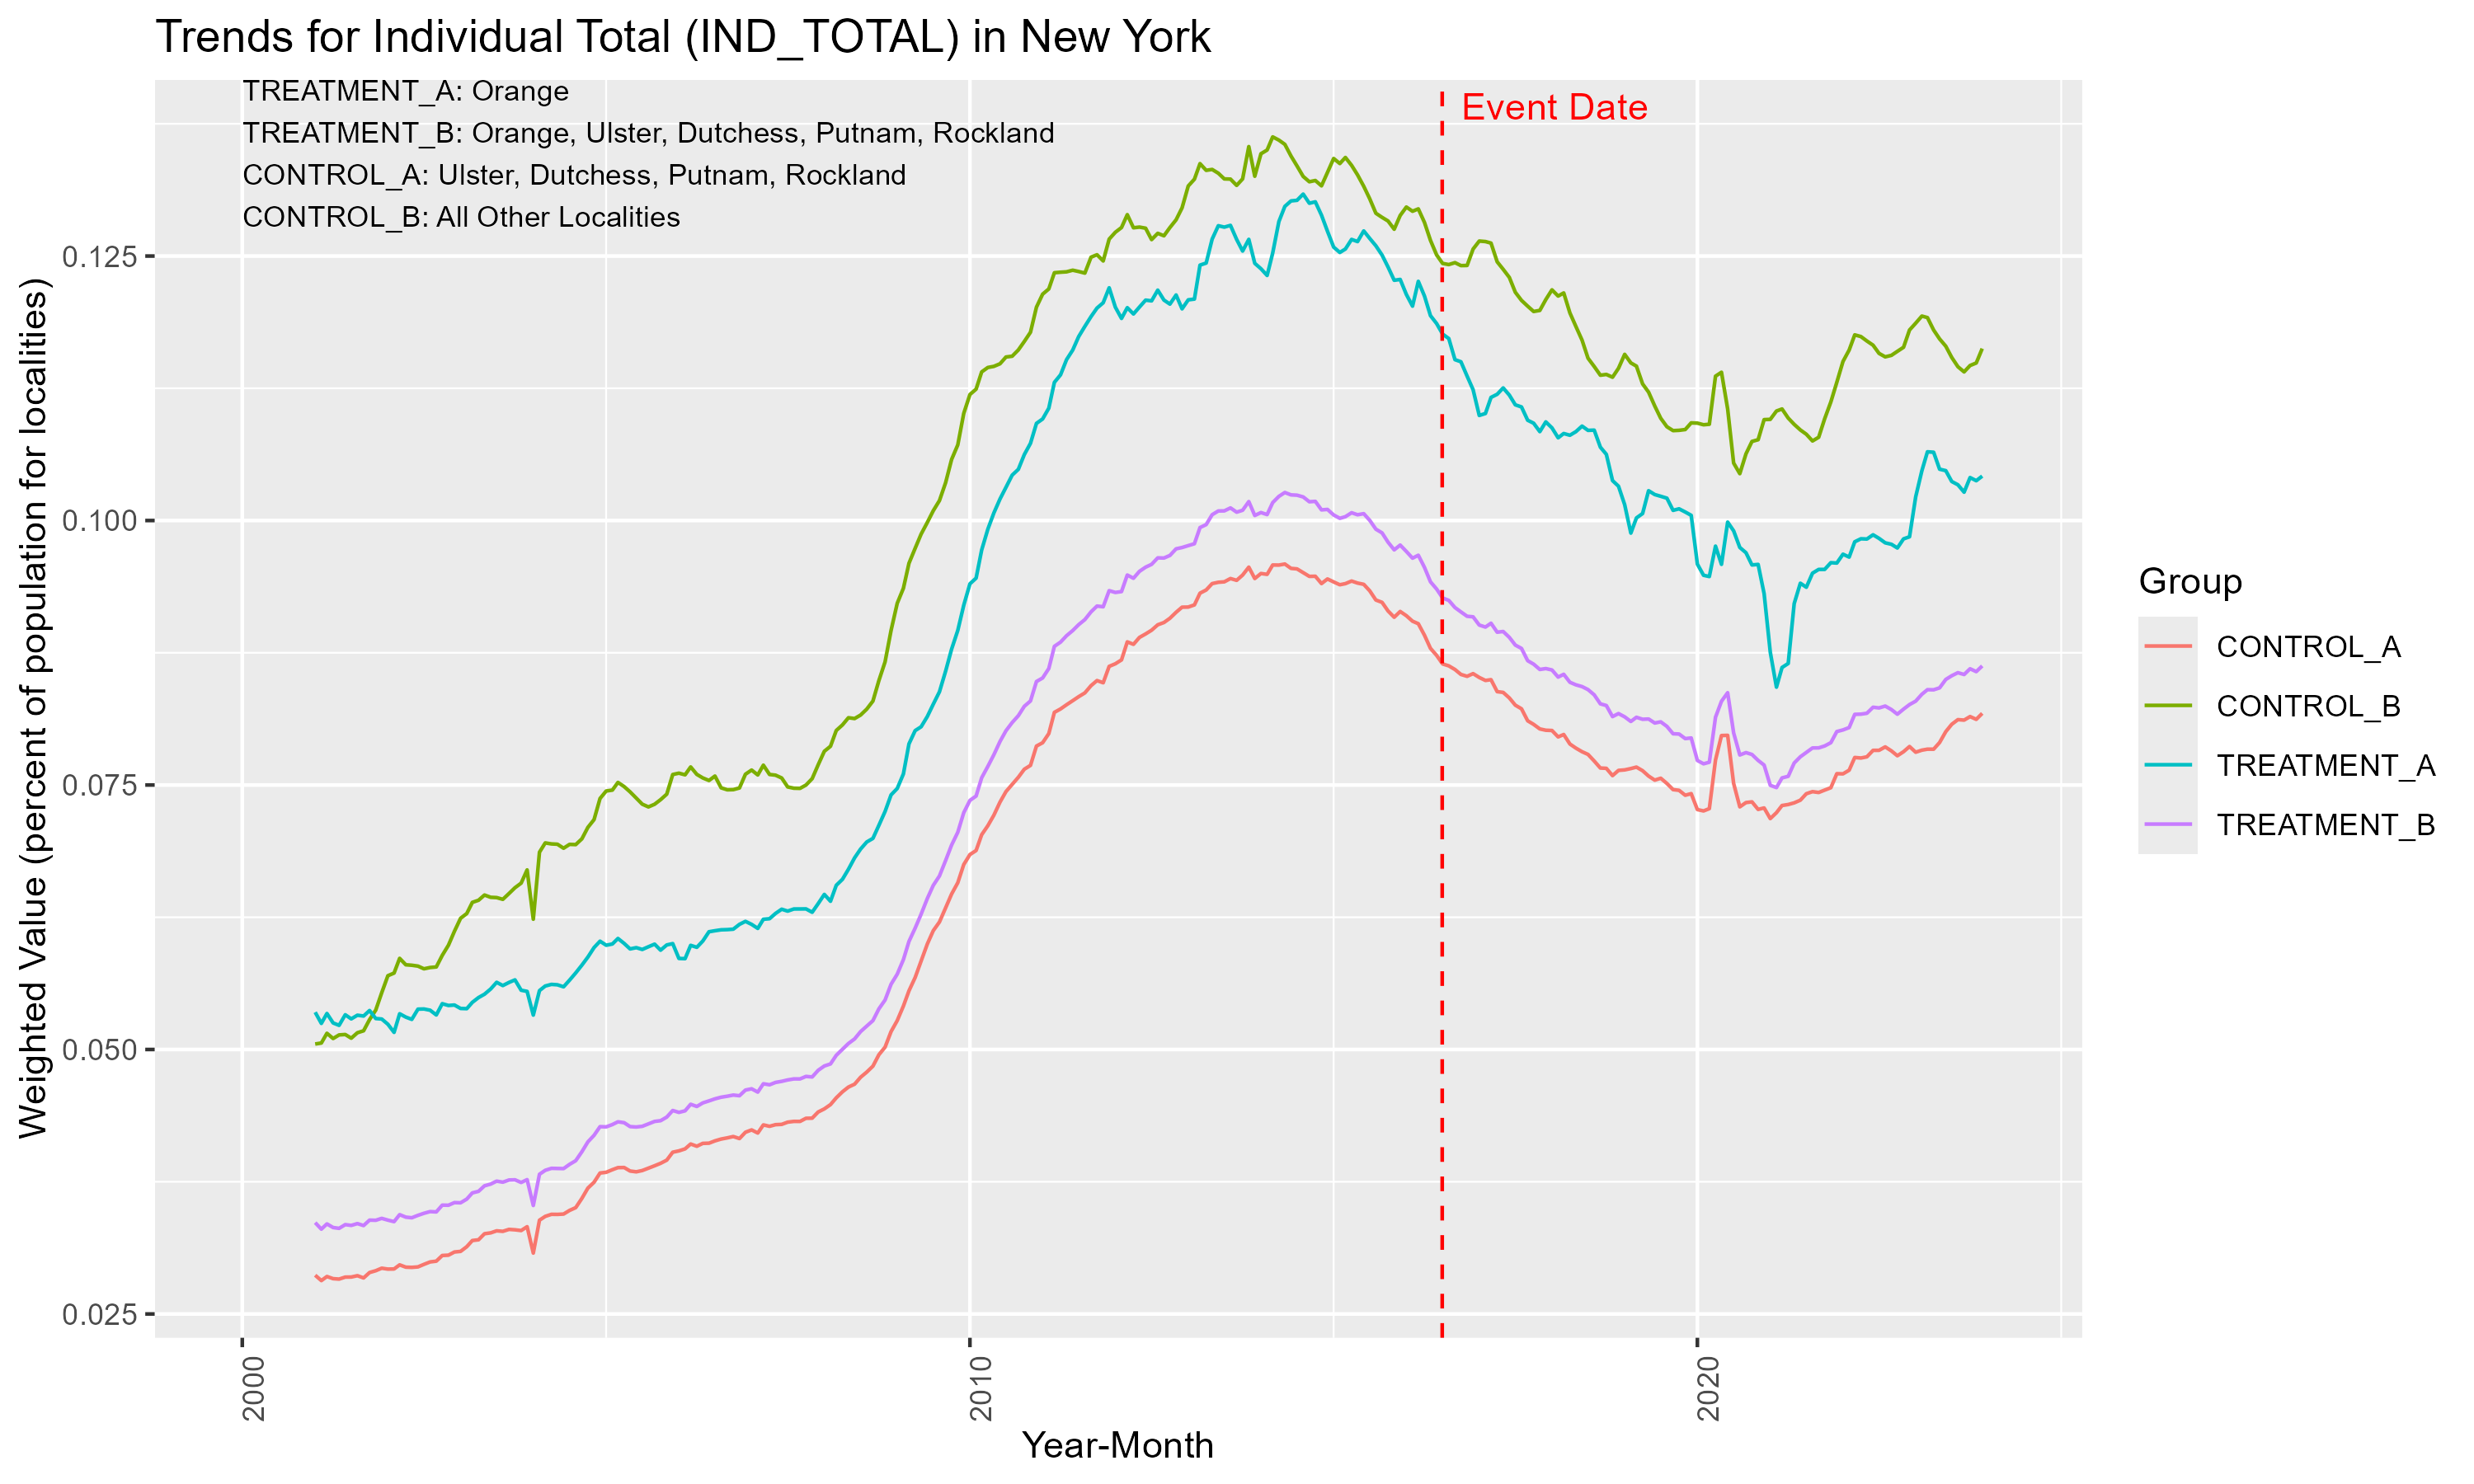 Trends for Individual Total (IND_TOTAL) in New York
TREATMENT_A: Orange
TREATMENT_B: Orange, Ulster, Dutchess, Putnam, Rockland
CONTROL_A: Ulster, Dutchess, Putnam, Rockland
CONTROL_B: All Other Localities
Event Date
Weighted Value (percent of population for localities)
0.125
0.100
0.075
0.050
0.025
2000
2010
2020
Year-Month
Group
CONTROL_A
CONTROL_B
TREATMENT_A
TREATMENT_B